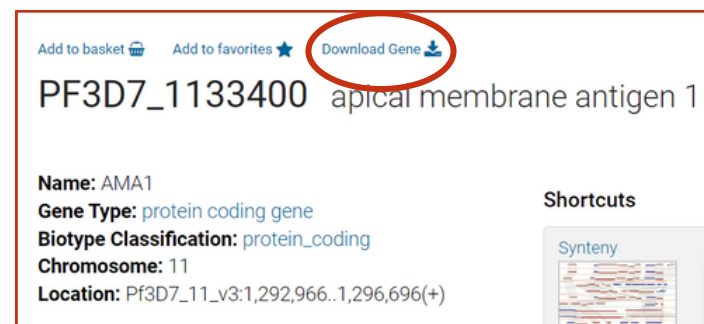 Add to basket Add to favorites Download Gene
PF3D7_1133400 apical membrane antigen 1
Name: AMA1
Gene Type: protein coding gene
Biotype Classification: protein_coding
Chromosome: 11
Location: Pf3D7_11_v3:1,292,966..1,296,696(+)
Shortcuts
Synteny